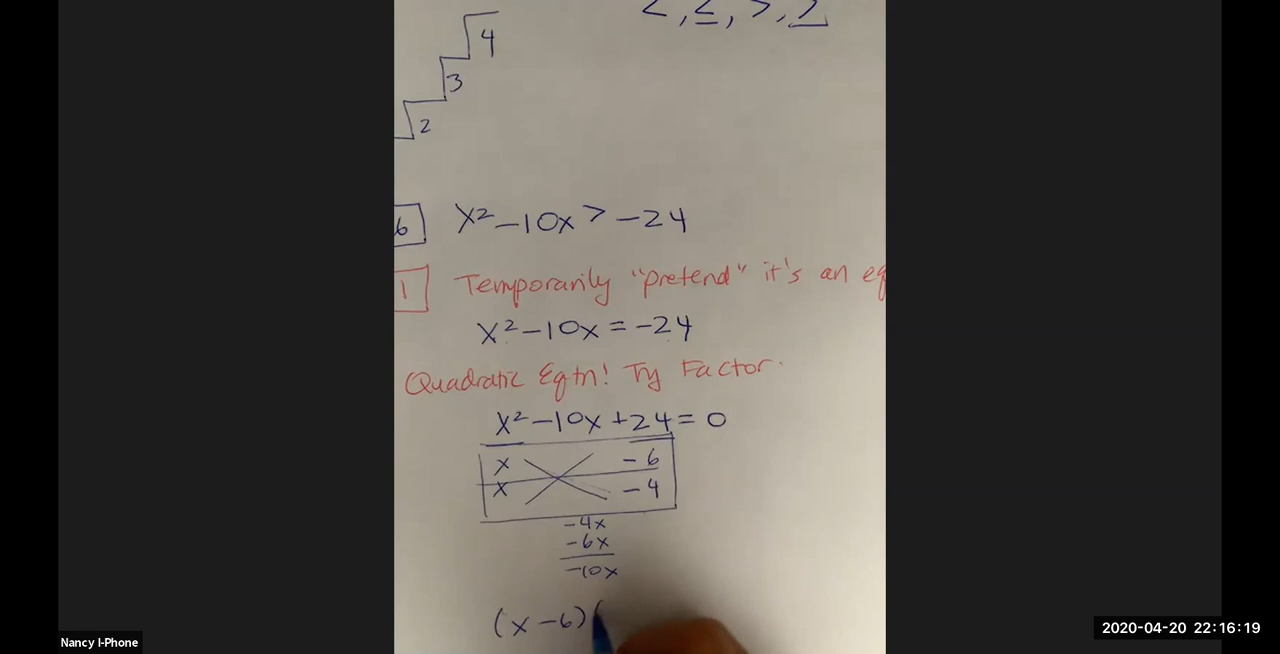 <, ≤, >, ≥
4
3
2
6 x² - 10x > -24
1 Temporarily "pretend" it's an eq
x² - 10x = -24
Quadratic Eqtn! Try Factor.
x² - 10x + 24 = 0
x - 6
x - 4
-4x
-6x
-10x
(x - 6)(
Nancy I-Phone
2020-04-20 22:16:19